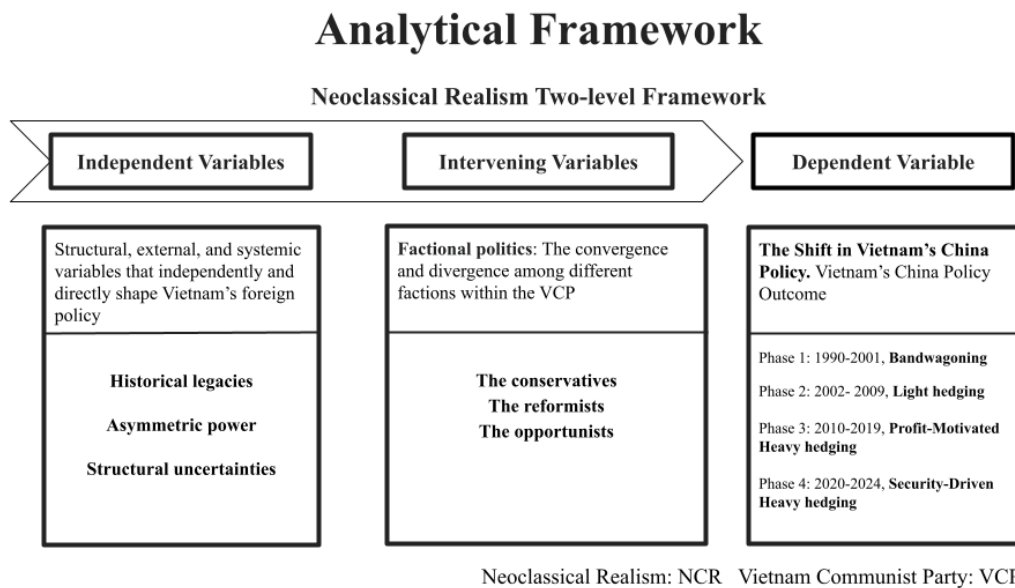 Analytical Framework
Neoclassical Realism Two-level Framework
Independent Variables
Intervening Variables
Dependent Variable
Structural, external, and systemic
variables that independently and
directly shape Vietnam's foreign
policy
Historical legacies
Asymmetric power
Structural uncertainties
Factional politics: The convergence
and divergence among different
factions within the VCP
The conservatives
The reformists
The opportunists
The Shift in Vietnam's China
Policy. Vietnam's China Policy
Outcome
Phase 1: 1990-2001, Bandwagoning
Phase 2: 2002- 2009, Light hedging
Phase 3: 2010-2019, Profit-Motivated
Heavy hedging
Phase 4: 2020-2024, Security-Driven
Heavy hedging
Neoclassical Realism: NCR Vietnam Communist Party: VCP